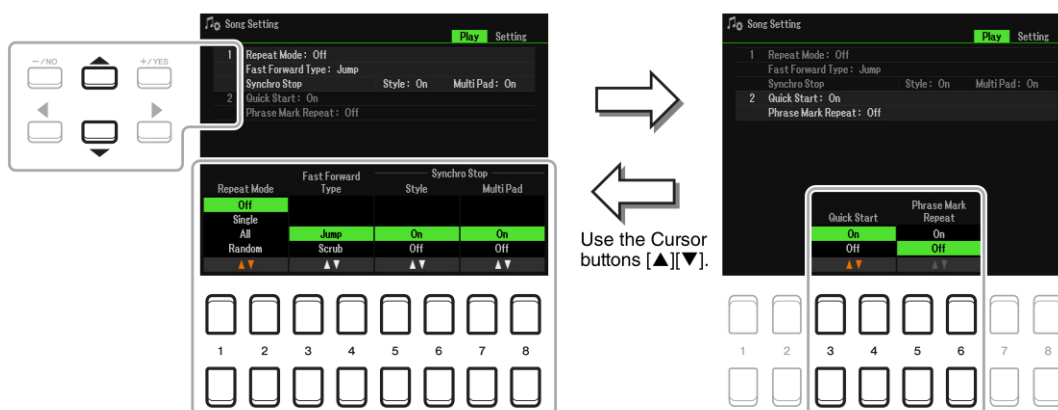 Song Setting
Play Setting
1 Repeat Mode: Off
Fast Forward Type: Jump
Synchro Stop Style: On Multi Pad: On
2 Quick Start: On
Phrase Mark Repeat: Off
-/NO +/YES
Repeat Mode Fast Forward Type Synchro Stop Style Multi Pad
Off
Single
All Jump On On
Random Scrub Off Off
1 2 3 4 5 6 7 8
Use the Cursor
buttons [▲][▼].
Song Setting
Play Setting
1 Repeat Mode: Off
Fast Forward Type: Jump
Synchro Stop Style: On Multi Pad: On
2 Quick Start: On
Phrase Mark Repeat: Off
Quick Start Phrase Mark Repeat
On On
Off Off
1 2 3 4 5 6 7 8